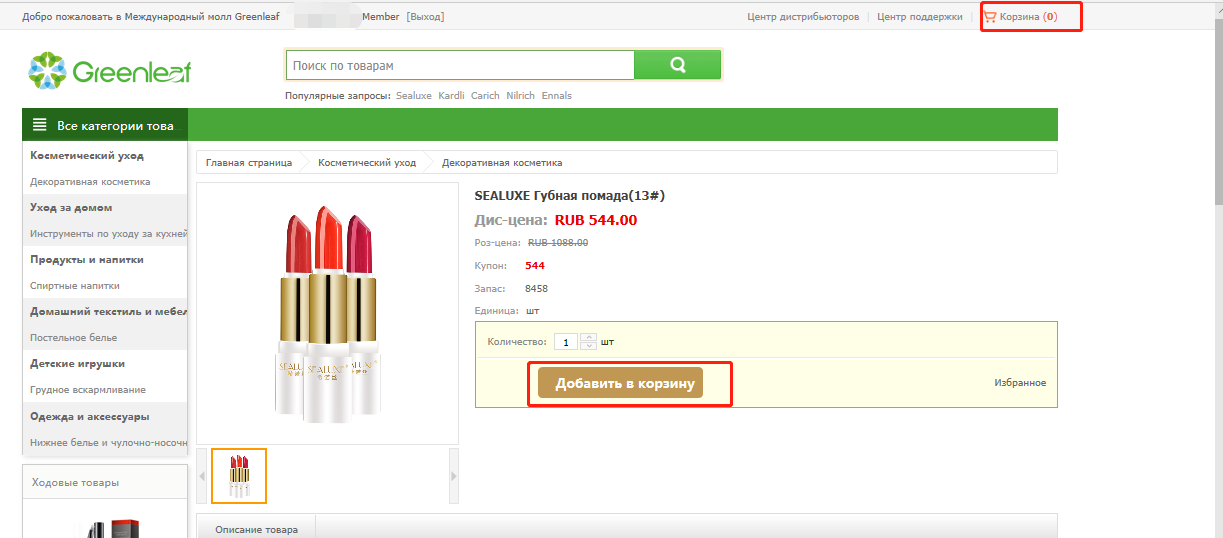 Добро пожаловать в Международный молл Greenleaf Member [Выход] Центр дистрибьюторов Центр поддержки Корзина (0)
Greenleaf
Поиск по товарам
Популярные запросы: Sealuxe Kardli Carich Nilrich Ennals
Все категории това
Косметический уход
Декоративная косметика
Уход за домом
Инструменты по уходу за кухней
Продукты и напитки
Спиртные напитки
Домашний текстиль и мебел
Постельное белье
Детские игрушки
Грудное вскармливание
Одежда и аксессуары
Нижнее белье и чулочно-носочн
Ходовые товары
Главная страница Косметический уход Декоративная косметика
SEALUXE
SEALUXE Губная помада(13#)
Дис-цена: RUB 544.00
Роз-цена: RUB 1088.00
Купон: 544
Запас: 8458
Единица: шт
Количество: 1 шт
Добавить в корзину
Избранное
Описание товара